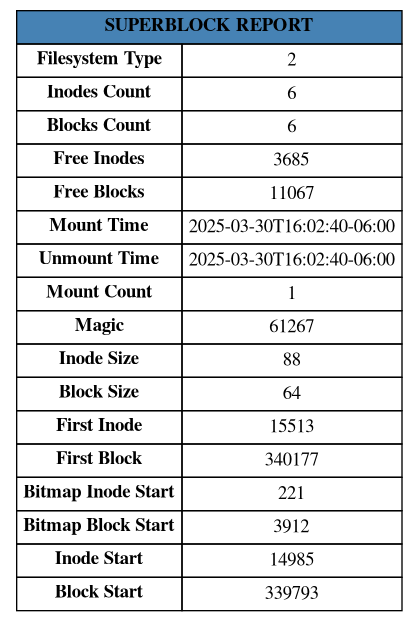 SUPERBLOCK REPORT
Filesystem Type 2
Inodes Count 6
Blocks Count 6
Free Inodes 3685
Free Blocks 11067
Mount Time 2025-03-30T16:02:40-06:00
Unmount Time 2025-03-30T16:02:40-06:00
Mount Count 1
Magic 61267
Inode Size 88
Block Size 64
First Inode 15513
First Block 340177
Bitmap Inode Start 221
Bitmap Block Start 3912
Inode Start 14985
Block Start 339793